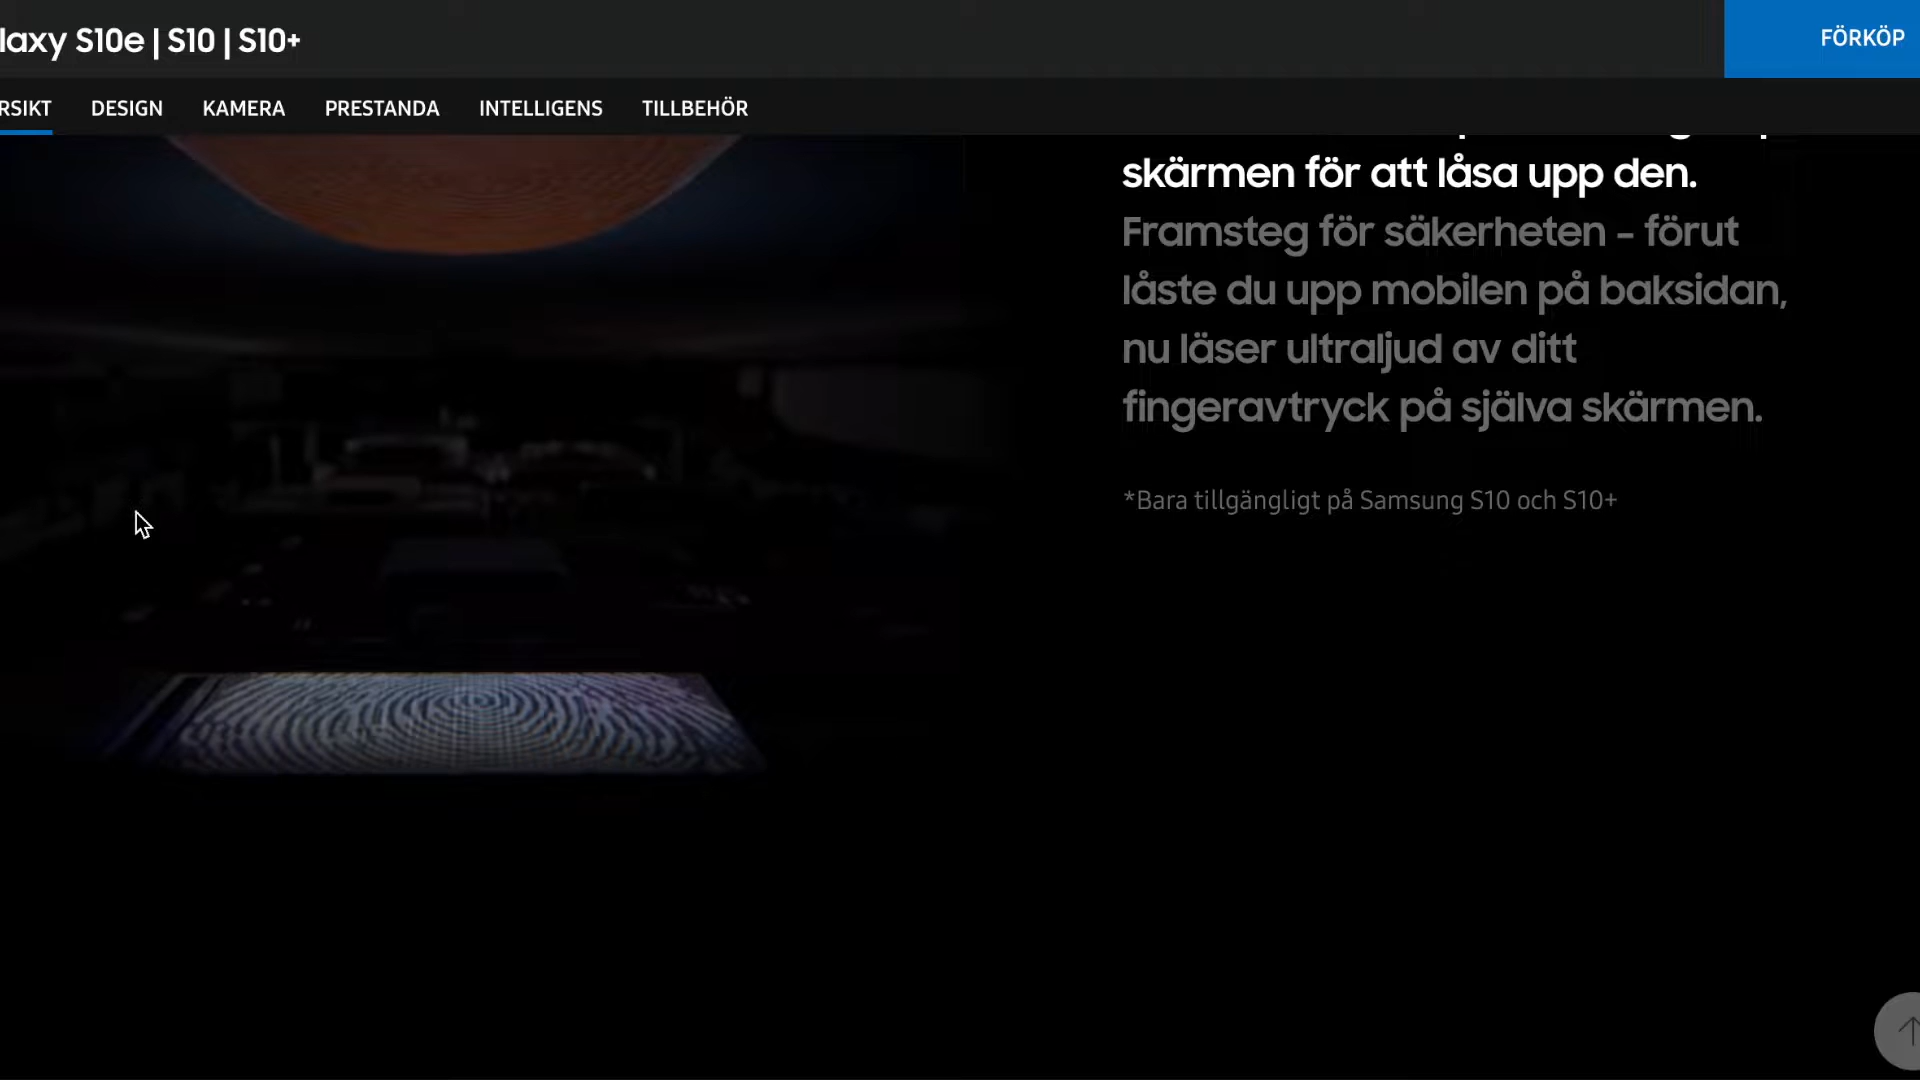 laxy S10e | S10 | S10+
FÖRKÖP
RSIKT DESIGN KAMERA PRESTANDA INTELLIGENS TILLBEHÖR
skärmen för att låsa upp den.
Framsteg för säkerheten - förut
låste du upp mobilen på baksidan,
nu läser ultraljud av ditt
fingeravtryck på själva skärmen.
*Bara tillgängligt på Samsung S10 och S10+